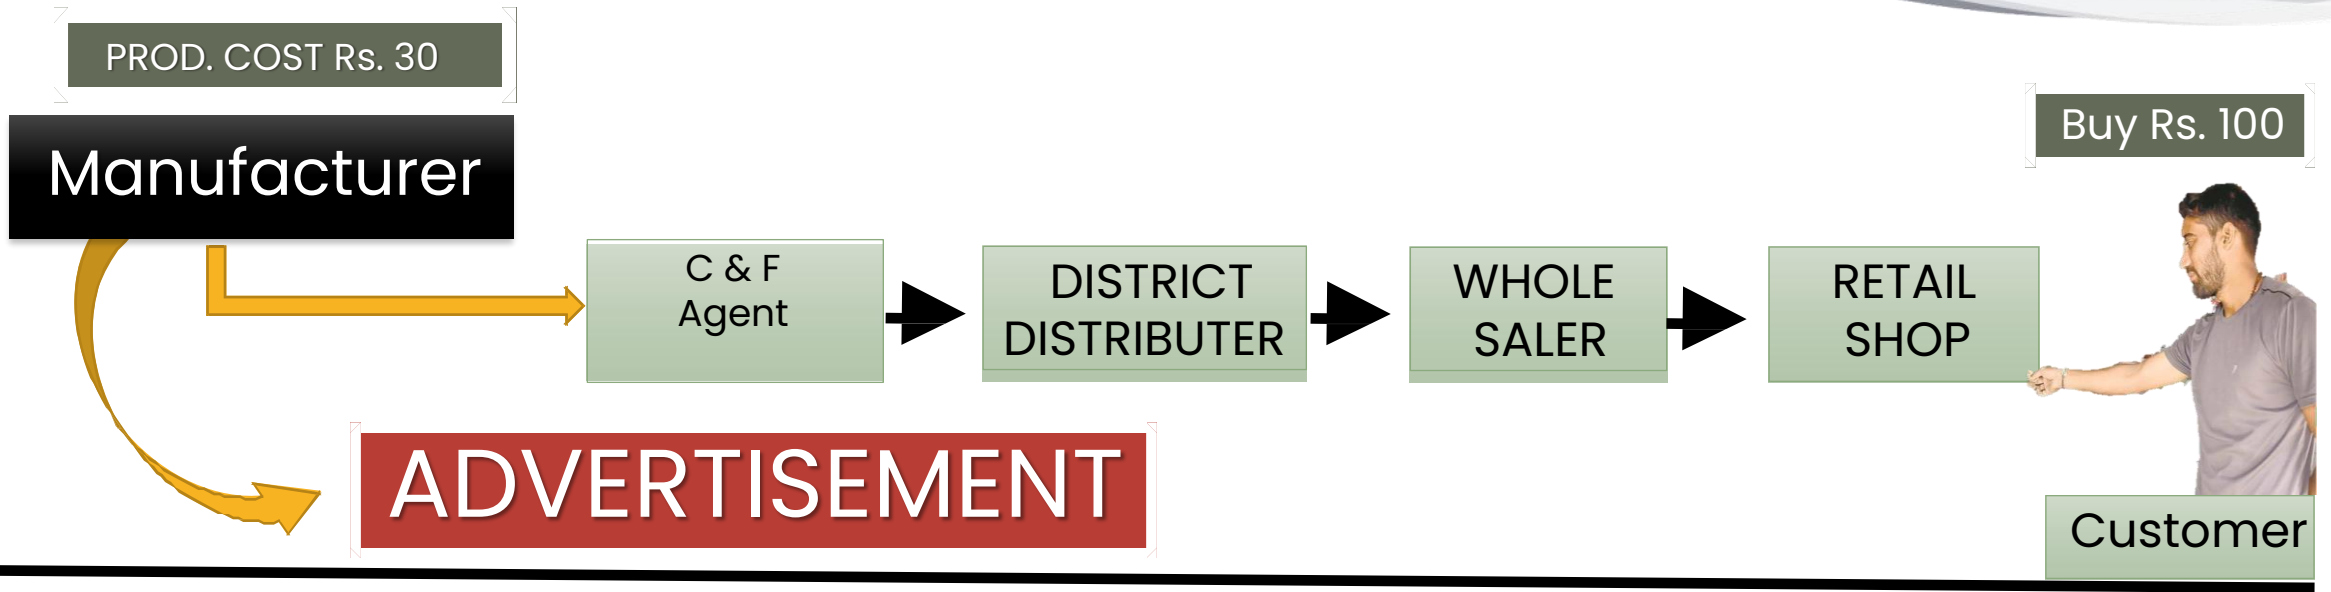 PROD. COST Rs. 30
Manufacturer
Buy Rs. 100
C & F
Agent
DISTRICT
DISTRIBUTER
WHOLE
SALER
RETAIL
SHOP
ADVERTISEMENT
Customer